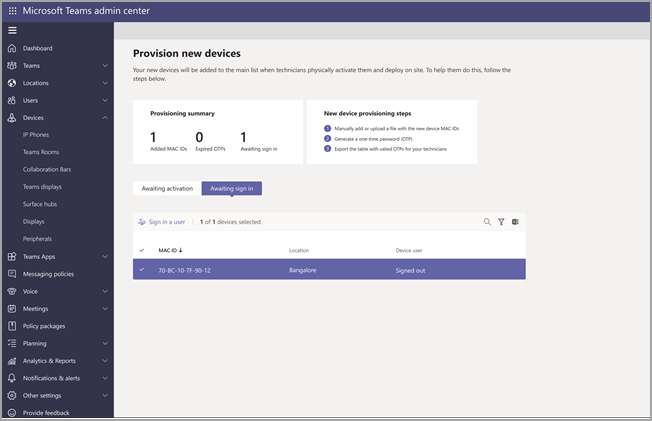 Microsoft Teams admin center
Dashboard
Teams
Locations
Users
Devices
IP Phones
Teams Rooms
Collaboration Bars
Teams displays
Surface hubs
Displays
Peripherals
Teams Apps
Messaging policies
Voice
Meetings
Policy packages
Planning
Analytics & Reports
Notifications & alerts
Other settings
Provide feedback
Provision new devices
Your new devices will be added to the main list when technicians physically activate them and deploy on site. To help them do this, follow the
steps below.
Provisioning summary
1 0 1
Added MAC IDs Expired OTPs Awaiting sign in
New device provisioning steps
1 Manually add or upload a file with the new device MAC IDs
2 Generate a one-time password (OTP)
3 Export the table with valied OTPs for your technicians
Awaiting activation Awaiting sign in
Sign in a user 1 of 1 devices selected
MAC ID ↓ Location Device user
70-BC-10-7F-90-12 Bangalore Signed out